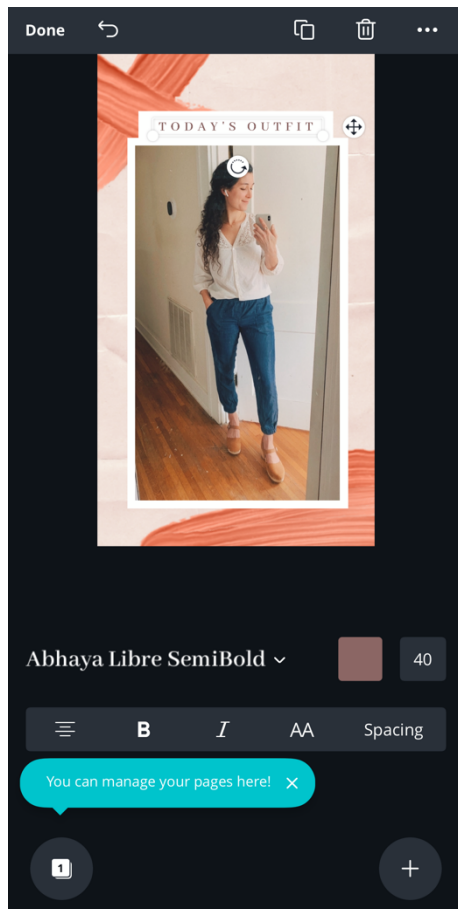 Done
TODAY'S OUTFIT
Abhaya Libre SemiBold
40
B I AA Spacing
You can manage your pages here!
1